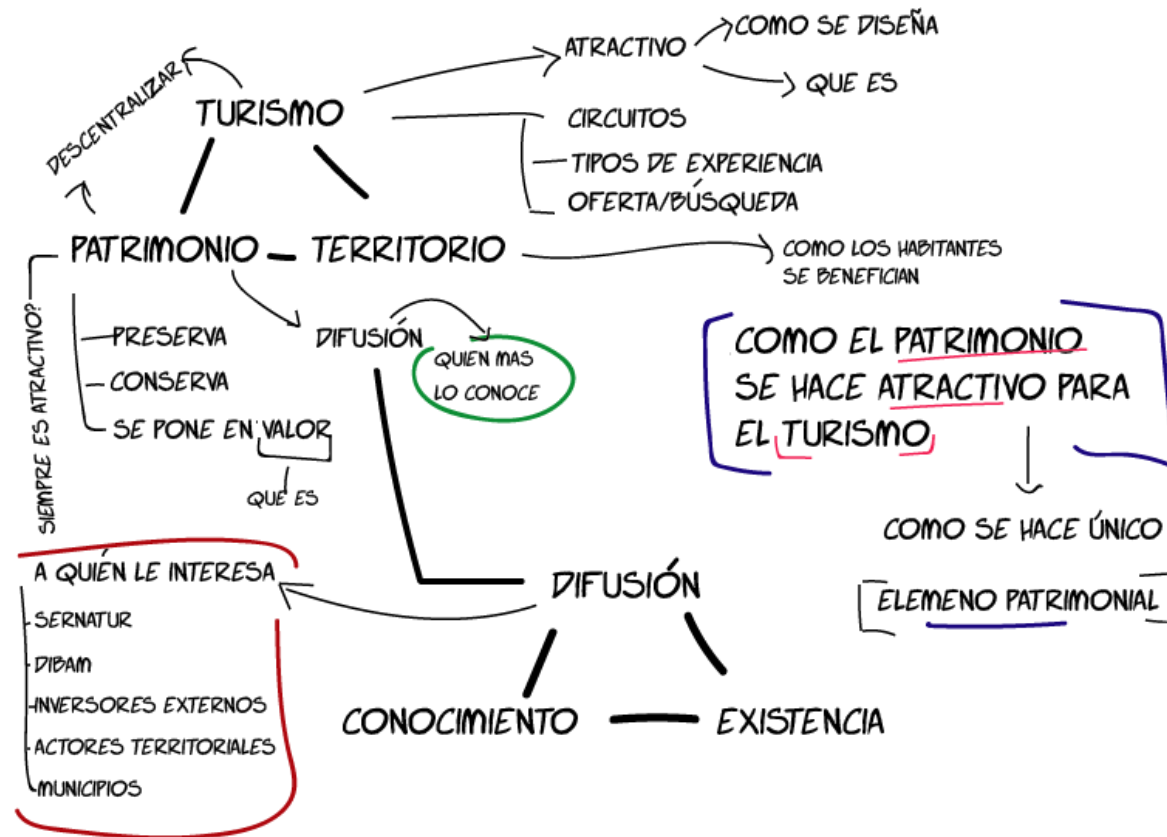 COMO SE DISEÑA
ATRACTIVO
QUE ES
DESCENTRALIZAR
TURISMO
CIRCUITOS
TIPOS DE EXPERIENCIA
OFERTA/BÚSQUEDA
PATRIMONIO
TERRITORIO
COMO LOS HABITANTES
SE BENEFICIAN
SIEMPRE ES ATRACTIVO?
PRESERVA
CONSERVA
SE PONE EN VALOR
QUE ES
DIFUSIÓN
QUIEN MAS
LO CONOCE
COMO EL PATRIMONIO
SE HACE ATRACTIVO PARA
EL TURISMO
COMO SE HACE ÚNICO
ELEMENO PATRIMONIAL
A QUIÉN LE INTERESA
SERNATUR
DIBAM
INVERSORES EXTERNOS
ACTORES TERRITORIALES
MUNICIPIOS
DIFUSIÓN
CONOCIMIENTO
EXISTENCIA